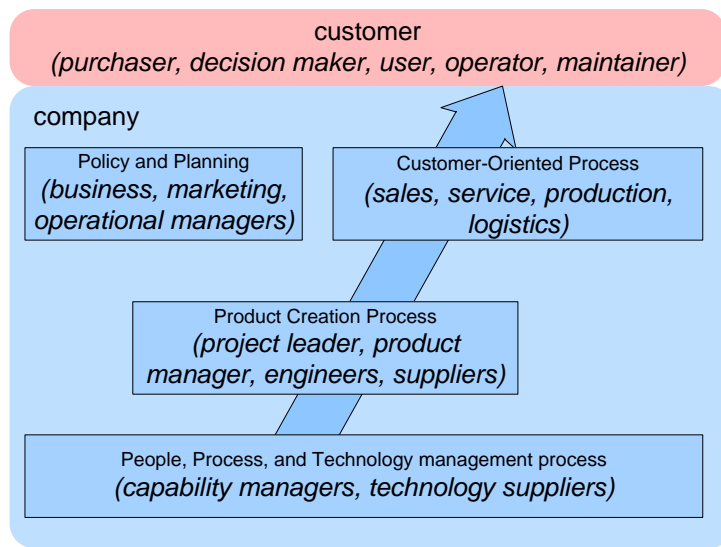 customer
(purchaser, decision maker, user, operator, maintainer)
company
Policy and Planning
(business, marketing,
operational managers)
Customer-Oriented Process
(sales, service, production,
logistics)
Product Creation Process
(project leader, product
manager, engineers, suppliers)
People, Process, and Technology management process
(capability managers, technology suppliers)